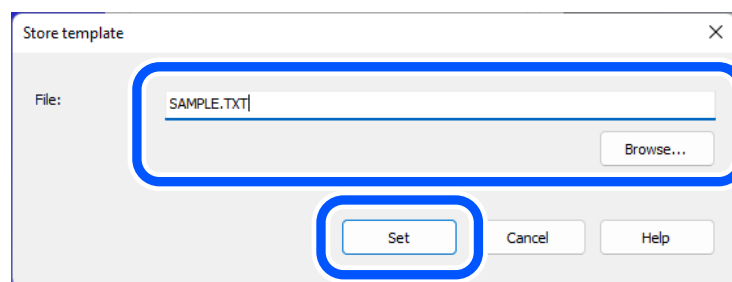 Store template
File:
SAMPLE.TXT
Browse...
Set Cancel Help